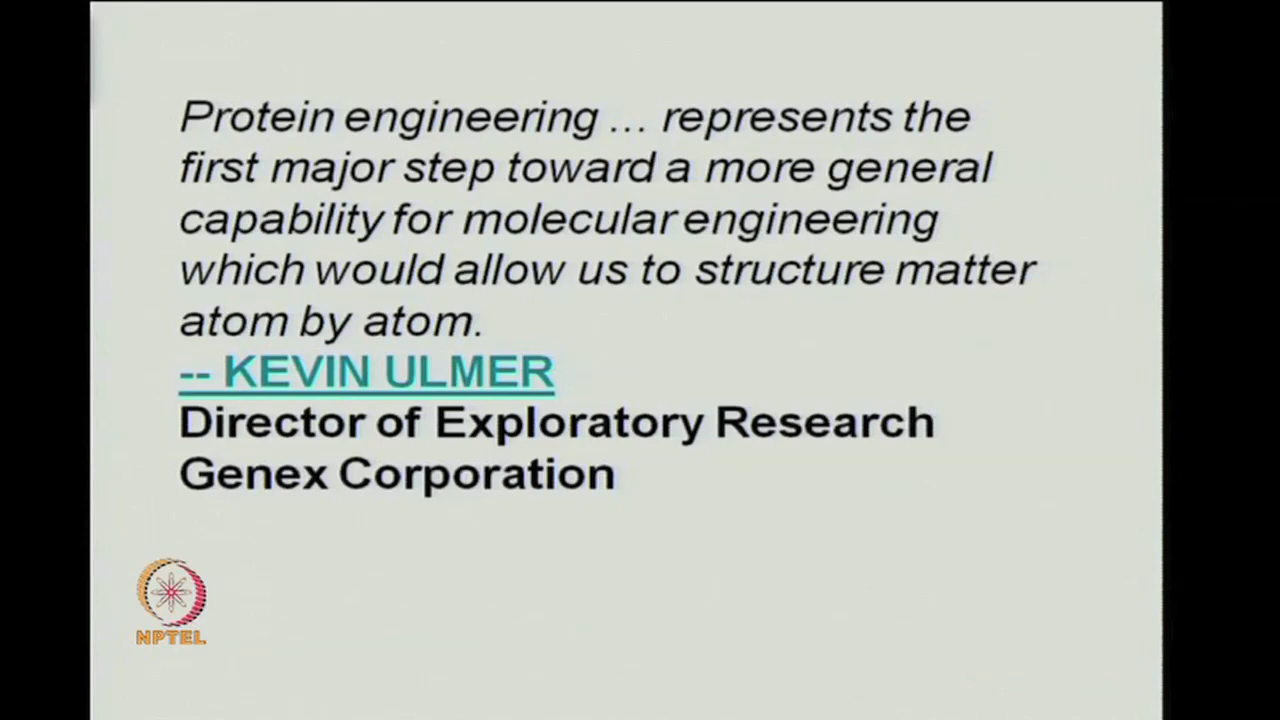 Protein engineering ... represents the
first major step toward a more general
capability for molecular engineering
which would allow us to structure matter
atom by atom.
-- KEVIN ULMER
Director of Exploratory Research
Genex Corporation
NPTEL